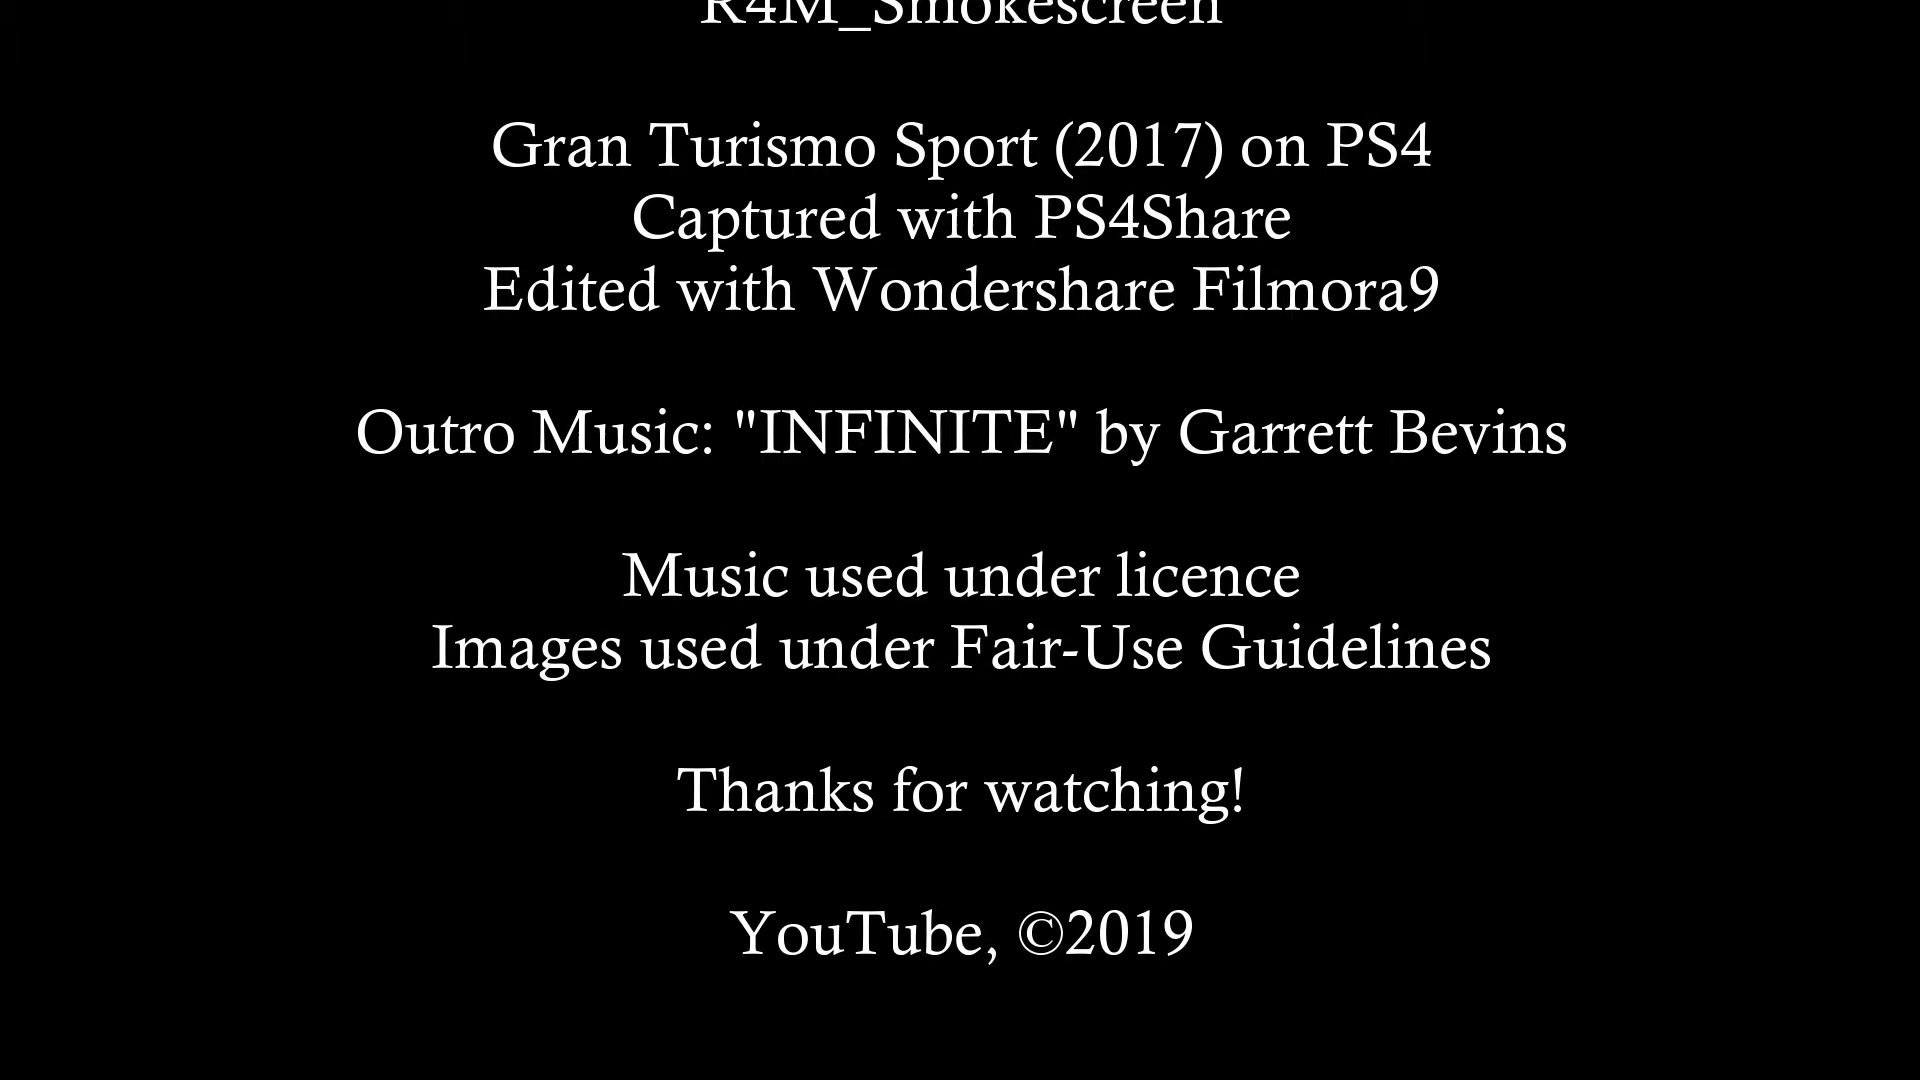 R4M_Smokescreen
Gran Turismo Sport (2017) on PS4
Captured with PS4Share
Edited with Wondershare Filmora9
Outro Music: "INFINITE" by Garrett Bevins
Music used under licence
Images used under Fair-Use Guidelines
Thanks for watching!
YouTube, ©2019